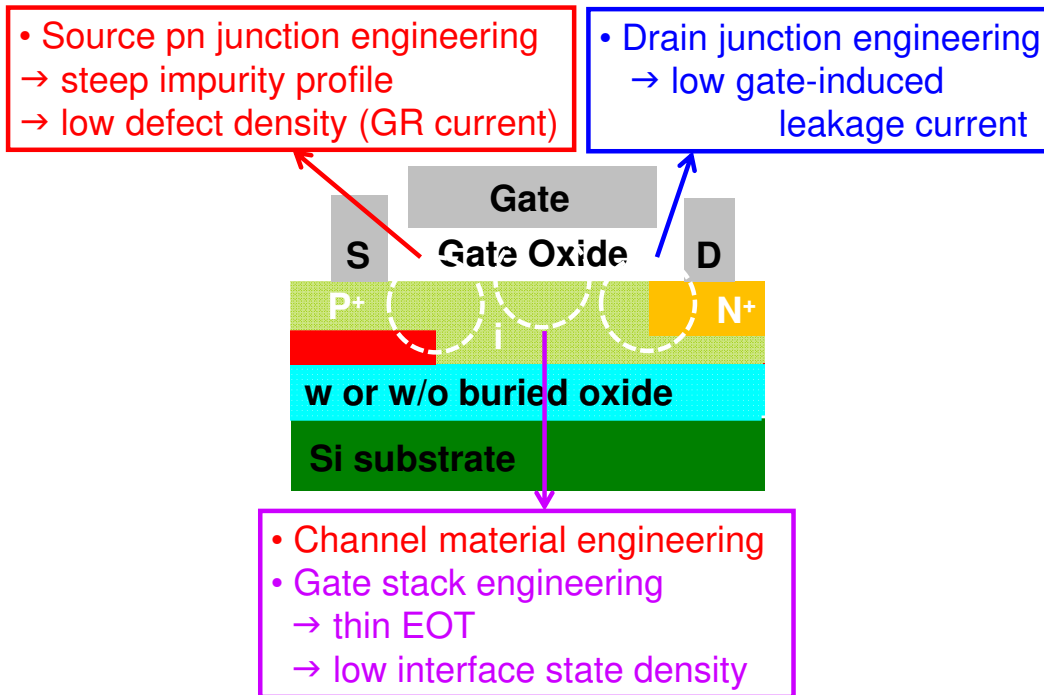 • Source pn junction engineering
→ steep impurity profile
→ low defect density (GR current)
• Drain junction engineering
→ low gate-induced
leakage current
Gate
S
Gate Oxide
D
P+
N+
i
w or w/o buried oxide
Si substrate
• Channel material engineering
• Gate stack engineering
→ thin EOT
→ low interface state density